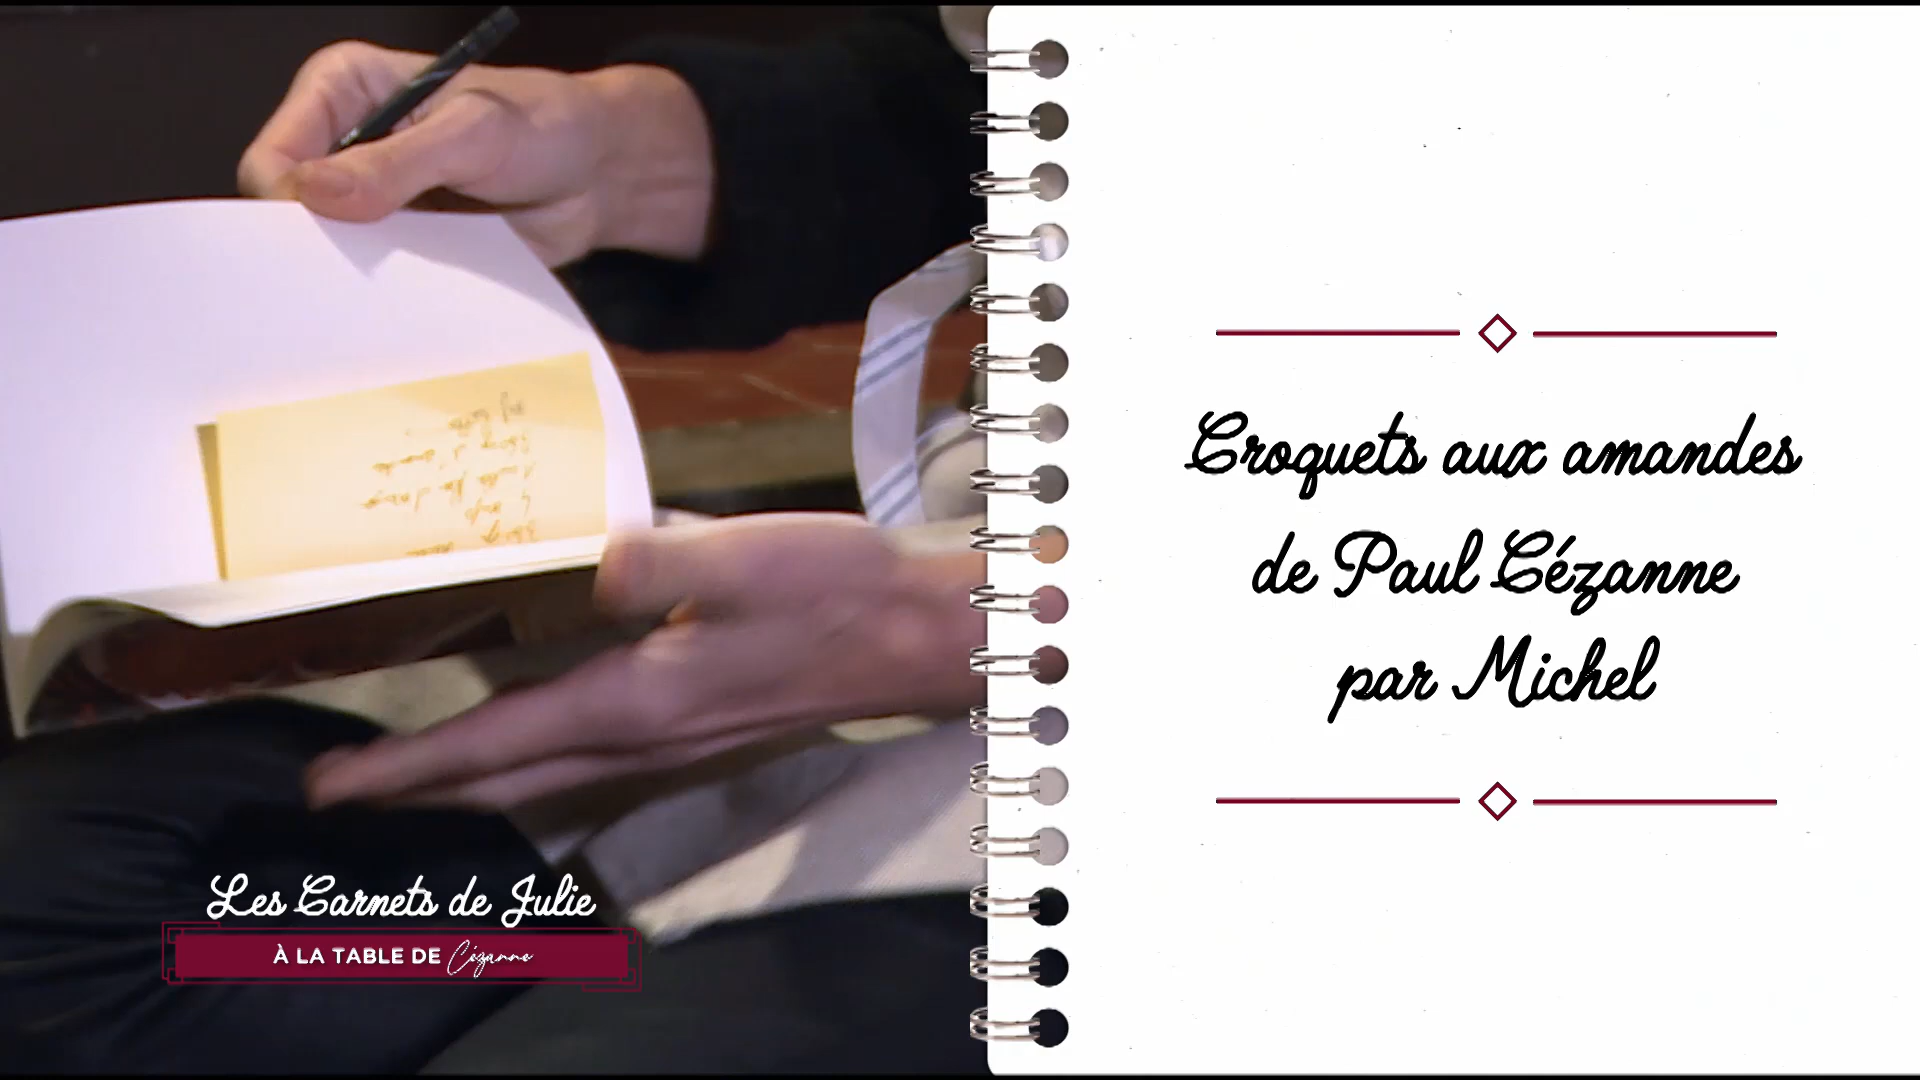 Croquets aux amandes
de Paul Cézanne
par Michel
Les Carnets de Julie
À LA TABLE DE Cézanne